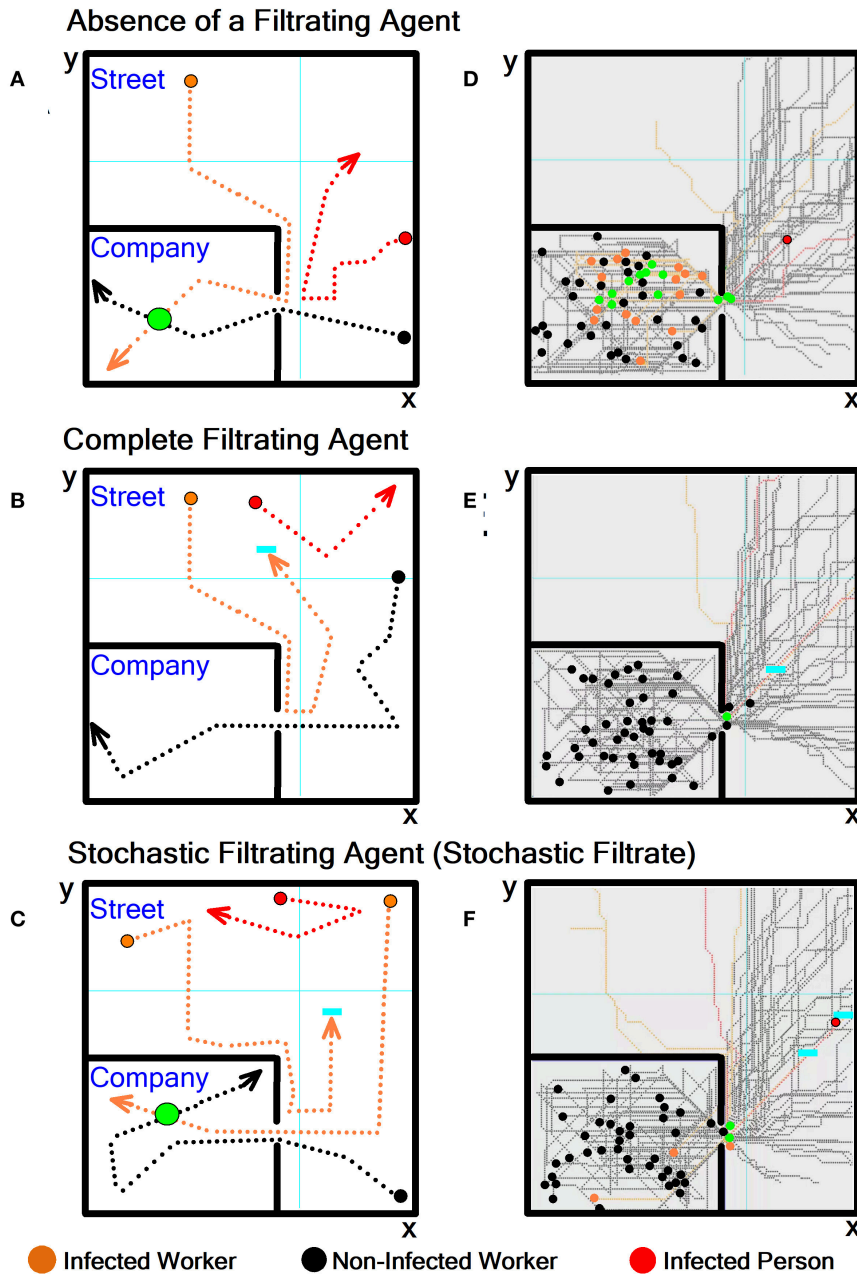 Absence of a Filtrating Agent
A
y
Street
Company
x
D
y
x
Complete Filtrating Agent
B
y
Street
Company
x
E
y
x
Stochastic Filtrating Agent (Stochastic Filtrate)
C
y
Street
Company
x
F
y
x
Infected Worker
Non-Infected Worker
Infected Person